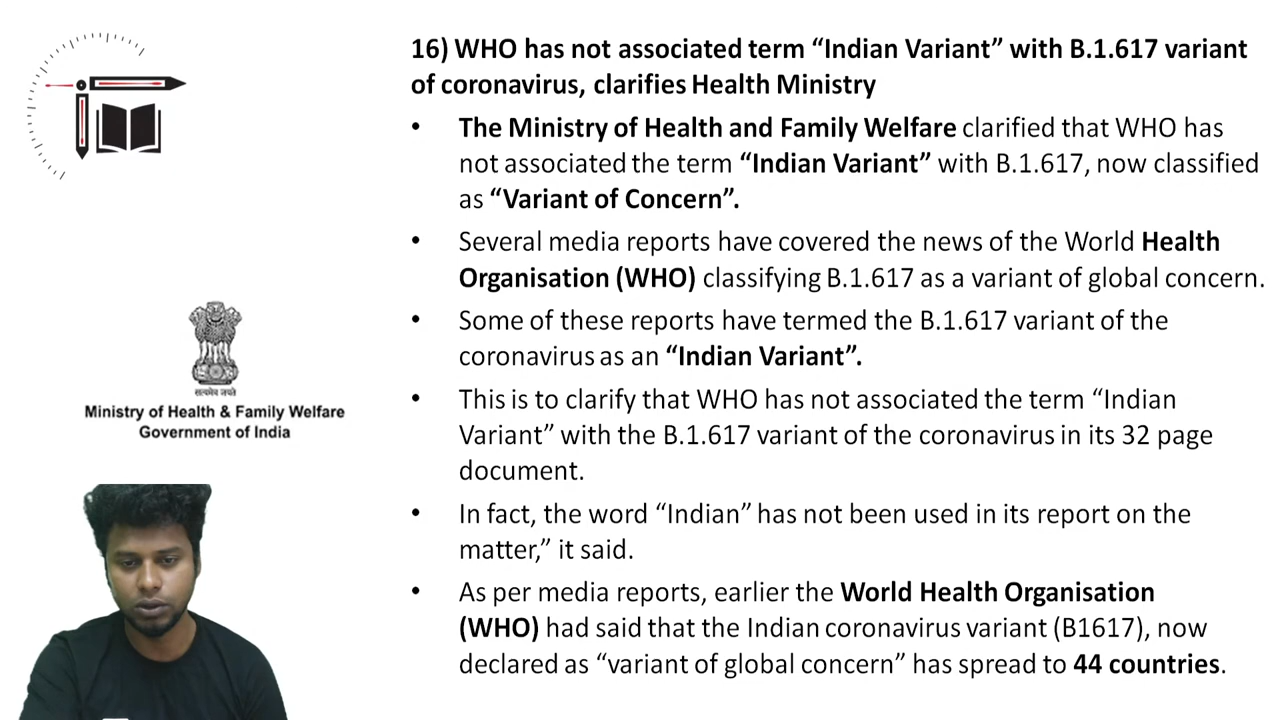 16) WHO has not associated term “Indian Variant” with B.1.617 variant
of coronavirus, clarifies Health Ministry
• The Ministry of Health and Family Welfare clarified that WHO has
not associated the term “Indian Variant” with B.1.617, now classified
as “Variant of Concern”.
• Several media reports have covered the news of the World Health
Organisation (WHO) classifying B.1.617 as a variant of global concern.
• Some of these reports have termed the B.1.617 variant of the
coronavirus as an “Indian Variant”.
• This is to clarify that WHO has not associated the term “Indian
Variant” with the B.1.617 variant of the coronavirus in its 32 page
document.
• In fact, the word “Indian” has not been used in its report on the
matter,” it said.
• As per media reports, earlier the World Health Organisation
(WHO) had said that the Indian coronavirus variant (B1617), now
declared as “variant of global concern” has spread to 44 countries.
सत्यमेव जयते
Ministry of Health & Family Welfare
Government of India